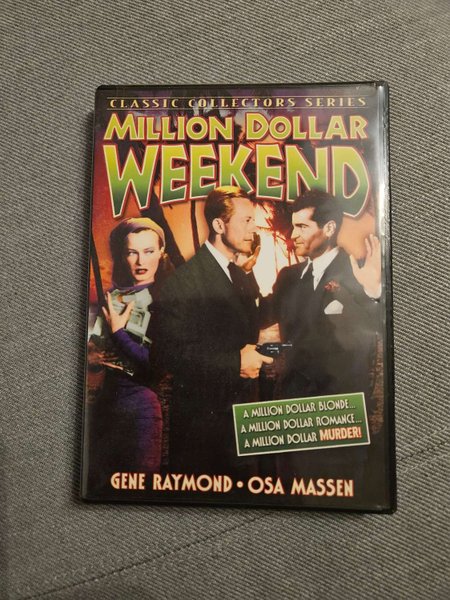 CLASSIC COLLECTORS SERIES
MILLION DOLLAR
WEEKEND
A MILLION DOLLAR BLONDE...
A MILLION DOLLAR ROMANCE...
A MILLION DOLLAR MURDER!
GENE RAYMOND • OSA MASSEN